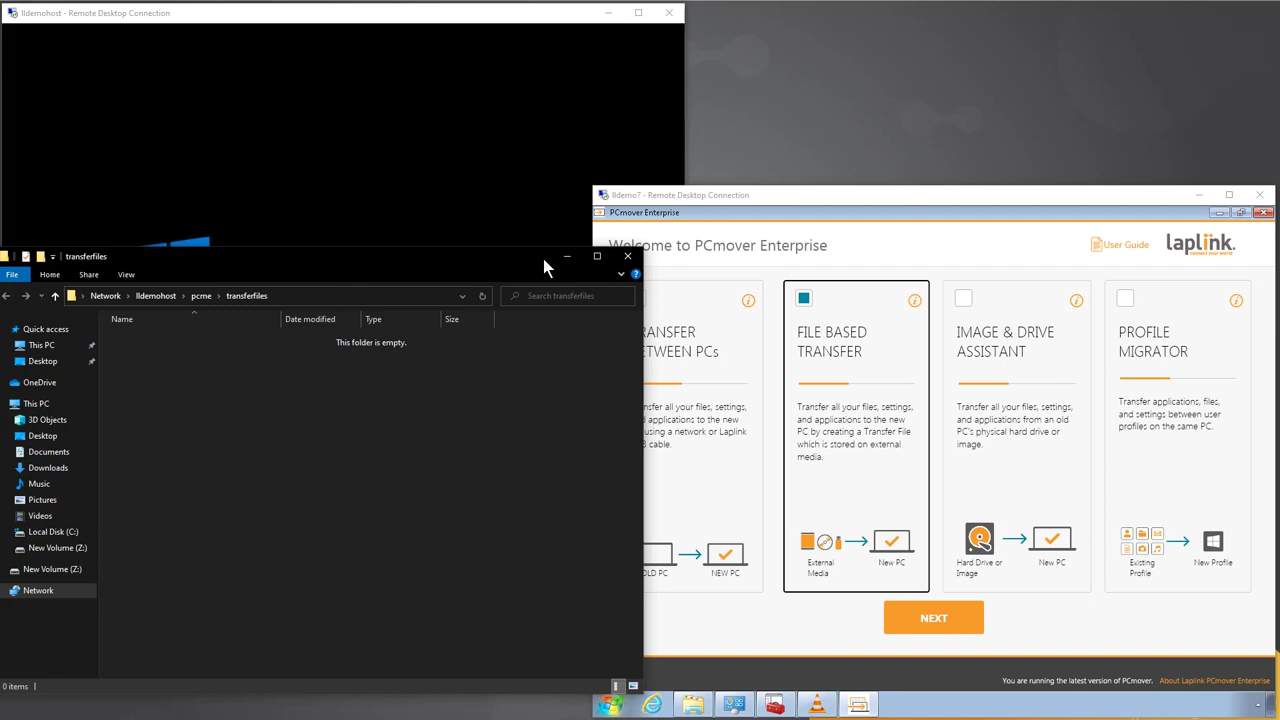 lldemohost - Remote Desktop Connection
lldemo7 - Remote Desktop Connection
PCmover Enterprise
Welcome to PCmover Enterprise
User Guide
laplink
transferfiles
File
Home
Share
View
Network
lldemohost
pcme
transferfiles
Search transferfiles
Name
Date modified
Type
Size
This folder is empty.
Quick access
This PC
Desktop
OneDrive
This PC
3D Objects
Desktop
Documents
Downloads
Music
Pictures
Videos
Local Disk (C:)
New Volume (Z:)
New Volume (Z:)
Network
0 items
FILE BASED
TRANSFER
Transfer all your files, settings,
and applications to the new
PC by creating a Transfer File
which is stored on external
media.
External
Media
New PC
IMAGE & DRIVE
ASSISTANT
Transfer all your files, settings,
and applications from an old
PC's physical hard drive or
image.
Hard Drive or
Image
New PC
PROFILE
MIGRATOR
Transfer applications, files,
and settings between user
profiles on the same PC.
Existing
Profile
New Profile
NEW PC
NEXT
You are running the latest version of PCmover.
About Laplink PCmover Enterprise